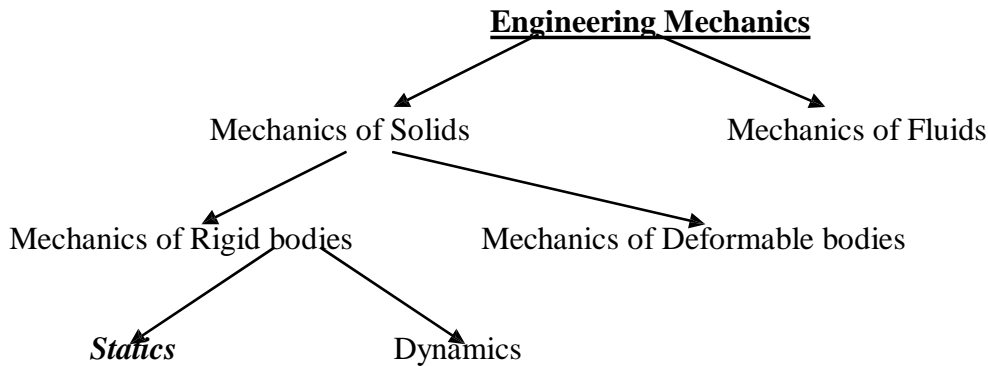 Engineering Mechanics
Mechanics of Solids Mechanics of Fluids
Mechanics of Rigid bodies Mechanics of Deformable bodies
Statics Dynamics